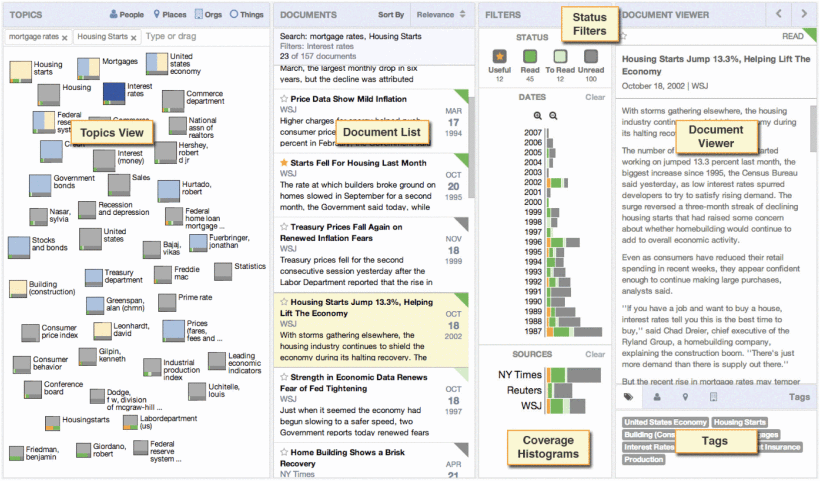 TOPICS
People
Places
Orgs
Things
mortgage rates ×
Housing Starts ×
Type or drag
Housing starts
Mortgages
United states economy
Housing
Interest rates
Commerce department
Federal
syst
National assn of realtors
Topics View
Interest (money)
Hershey, robert d jr
Government bonds
Sales
Hurtado, robert
Nasar, sylvia
Recession and depression
Federal home loan mortgage ...
Stocks and bonds
United states
Bajaj, vikas
Fuerbringer, jonathan
Building (construction)
Treasury department
Freddie mac
Statistics
Greenspan, alan (chmn)
Prime rate
Consumer price index
Leonhardt, david
Prices (fares, fees and ...
Consumer behavior
Gilpin, kenneth
Industrial production index
Leading economic indicators
Conference board
Dodge, f w, division of mcgraw-hill ...
Uchitelle, louis
Housingstarts
Labordepartment (us)
Friedman, benjamin
Giordano, robert
Federal reserve system ...
DOCUMENTS
Sort By
Relevance
Search: mortgage rates, Housing Starts
Filters: Interest rates
23 of 157 documents
March, the largest monthly drop in six
years, but the decline was attributed
Price Data Show Mild Inflation
WSJ
MAR
17
1994
Higher charges
consumer price
percent in February,
Document List
Starts Fell For Housing Last Month
WSJ
OCT
20
1995
The rate at which builders broke ground on
homes slowed in September for a second
month, the Government said today, while
Treasury Prices Fall Again on
Renewed Inflation Fears
WSJ
NOV
18
1999
Treasury prices fell for the second
consecutive session yesterday after the
Labor Department reported that the rise in
Housing Starts Jump 13.3%, Helping
Lift The Economy
WSJ
OCT
18
2002
With storms gathering elsewhere, the
housing industry continues to shield the
economy during its halting recovery. The
Strength in Economic Data Renews
Fear of Fed Tightening
WSJ
OCT
18
1997
Just when it seemed the economy had
begun slowing to a safer speed, two
Government reports today renewed fears
Home Building Shows a Brisk
Recovery
NY Times
APR
21
FILTERS
Status Filters
STATUS
Useful
12
Read
45
To Read
12
Unread
100
DATES
Clear
2007
2006
2005
2004
2003
2002
2001
2000
1999
1998
1997
1996
1995
1994
1993
1992
1991
1990
1989
1988
1987
SOURCES
Clear
NY Times
Reuters
WSJ
Coverage Histograms
DOCUMENT VIEWER
READ
Housing Starts Jump 13.3%, Helping Lift The
Economy
October 18, 2002 | WSJ
With storms gathering elsewhere, the housing
industry during
its halting
Document Viewer
The number of started
working on jumped 13.3 percent last month, the
biggest increase since 1995, the Census Bureau
said yesterday, as low interest rates spurred
developers to try to satisfy rising demand. The
surge reversed a three-month streak of declining
housing starts that had raised some concern
about whether homebuilding would continue to
add to overall economic activity.
Even as consumers have reduced their retail
spending in recent weeks, they appear confident
enough to continue making large purchases,
analysts said.
''If you have a job and want to buy a house,
interest rates tell you this is the best time to
buy,'' said Chad Dreier, chief executive of the
Ryland Group, a homebuilding company,
explaining the construction boom. ''There's just
more demand than there is supply out there.''
But the recent rise in mortgage rates may temper
Tags
United States Economy
Housing Starts
Building (Cons
gages
Tags
Interest Rates
nt Insurance
Production